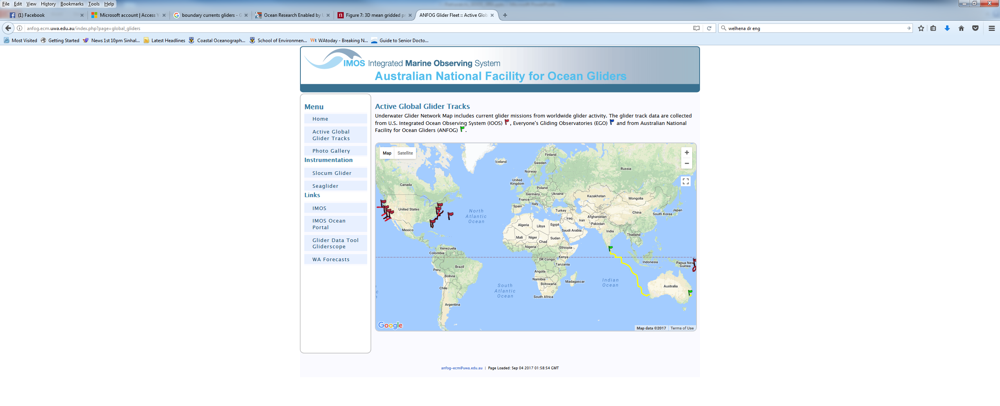 File Edit View History Bookmarks Tools Help
(1) Facebook
Microsoft account | Access Y
boundary currents gliders - G
Ocean Research Enabled by U
Figure 7: 3D mean gridded pr
ANFOG Glider Fleet :: Active Glob
anfog.ecm.uwa.edu.au/index.php?page=global_gliders
welhena dr eng
Most Visited
Getting Started
News 1st 10pm Sinhal...
Latest Headlines
Coastal Oceanograph...
School of Environmen...
WAtoday - Breaking N...
Guide to Senior Docto...
IMOS Integrated Marine Observing System
Australian National Facility for Ocean Gliders
Menu
Home
Active Global
Glider Tracks
Photo Gallery
Instrumentation
Slocum Glider
Seaglider
Links
IMOS
IMOS Ocean
Portal
Glider Data Tool
Gliderscope
WA Forecasts
Active Global Glider Tracks
Underwater Glider Network Map includes current glider missions from worldwide glider activity. The glider track data are collected
from U.S. Integrated Ocean Observing System (IOOS) , Everyone's Gliding Observatories (EGO) and from Australian National
Facility for Ocean Gliders (ANFOG) .
Map Satellite
Finland
Iceland
Sweden
Norway
Russia
United
Kingdom
Canada
Poland
Germany
Ukraine
Kazakhstan
Mongolia
France
Italy
Spain
United States
Turkey
China
South Korea
Japan
North
Atlantic
Ocean
Iraq
Iran
Afghanistan
Pakistan
Algeria
Libya
Egypt
Saudi Arabia
India
Thailand
Mexico
Mali
Niger
Chad
Sudan
Nigeria
Ethiopia
Venezuela
Colombia
DR Congo
Kenya
Tanzania
Indonesia
Papua New
Guinea
Peru
Brazil
Angola
Bolivia
Namibia
Botswana
Madagascar
Indian
Ocean
Australia
Chile
South
Atlantic
Ocean
South Africa
Argentina
Google
Map data ©2017
Terms of Use
anfog-ecm@uwa.edu.au | Page Loaded: Sep 04 2017 01:58:54 GMT